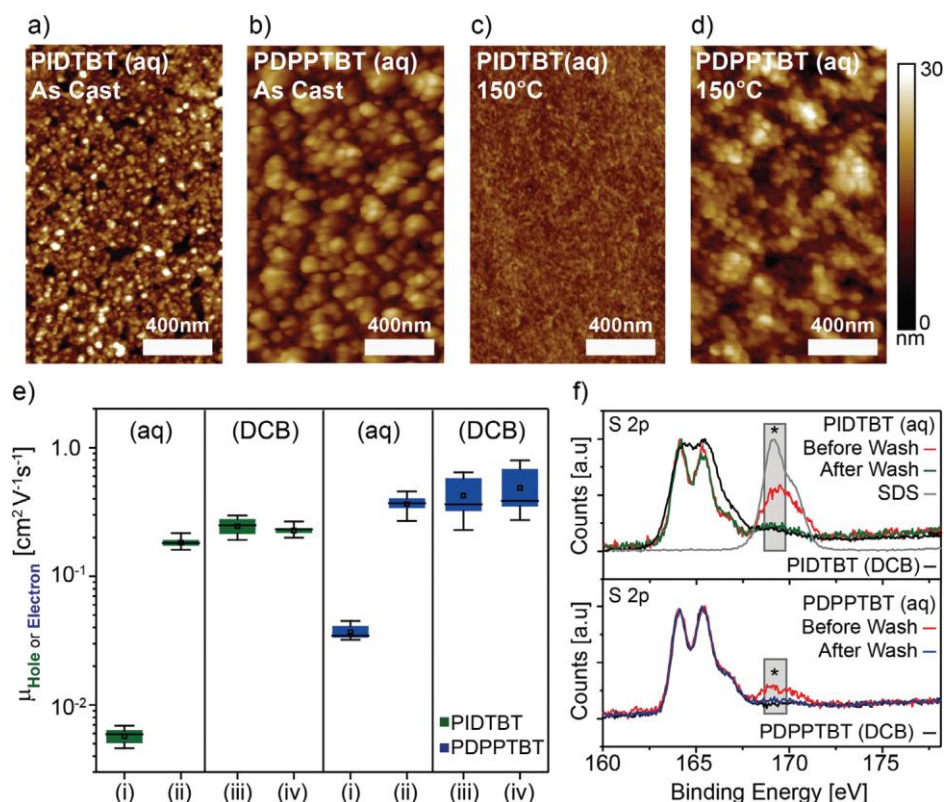 a)
b)
c)
d)
PIDTBT (aq)
As Cast
400nm
PDPPTBT (aq)
As Cast
400nm
PIDTBT(aq)
150°C
400nm
PDPPTBT (aq)
150°C
400nm
30
0
nm
e)
(aq)
(DCB)
(aq)
(DCB)
μHole or Electron [cm² V⁻¹s⁻¹]
1.0
10⁻¹
10⁻²
PIDTBT
PDPPTBT
(i)
(ii)
(iii)
(iv)
(i)
(ii)
(iii)
(iv)
f)
S 2p
*
PIDTBT (aq)
Before Wash
After Wash
SDS
PIDTBT (DCB)
Counts [a.u]
S 2p
*
PDPPTBT (aq)
Before Wash
After Wash
PDPPTBT (DCB)
Counts [a.u]
160
165
170
175
Binding Energy [eV]